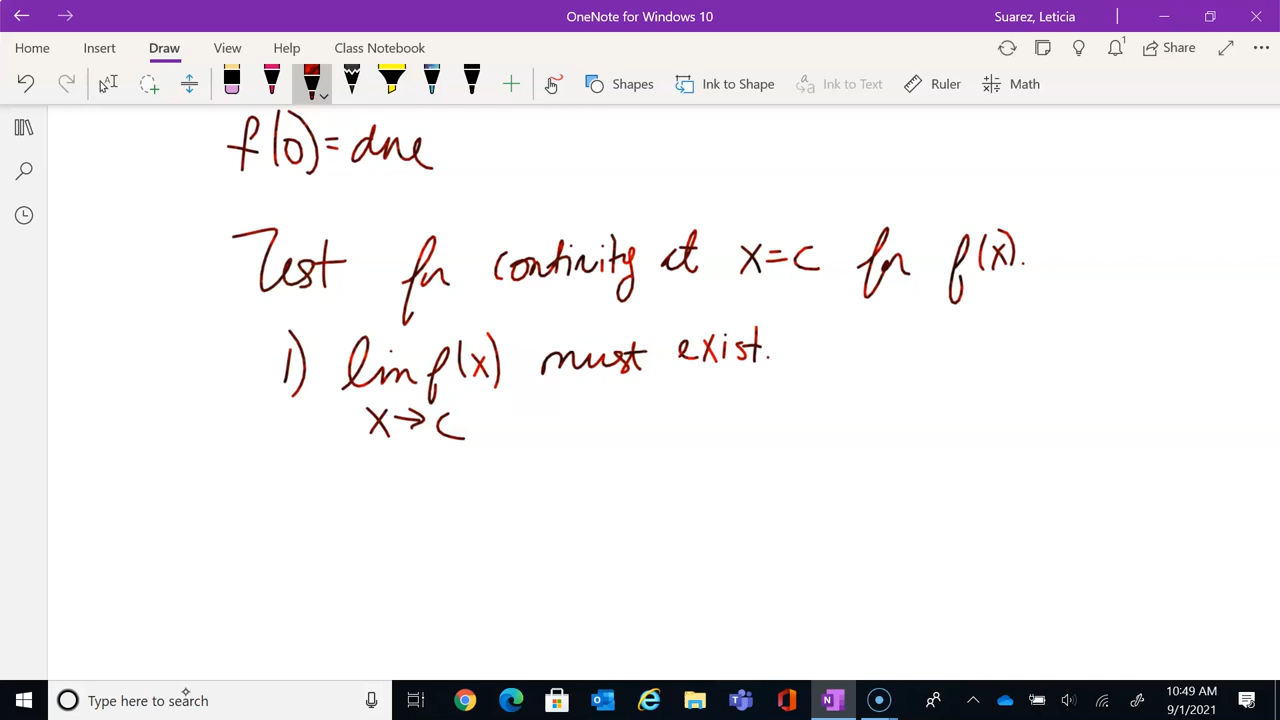 OneNote for Windows 10
Suarez, Leticia
Home Insert Draw View Help Class Notebook
Share
Shapes Ink to Shape Ink to Text Ruler Math
f(0)=dne
Test for continity at x=c for f(x).
1) lim f(x) must exist.
x→c
Type here to search
10:49 AM
9/1/2021